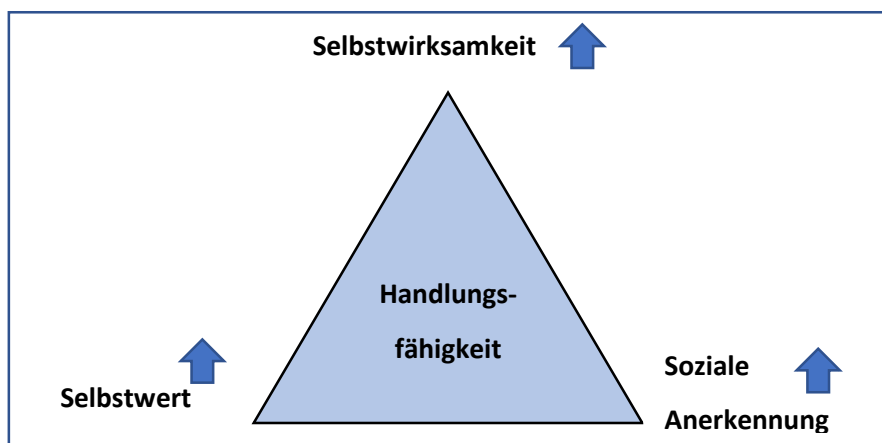 Selbstwirksamkeit
Handlungs-
fähigkeit
Selbstwert
Soziale
Anerkennung